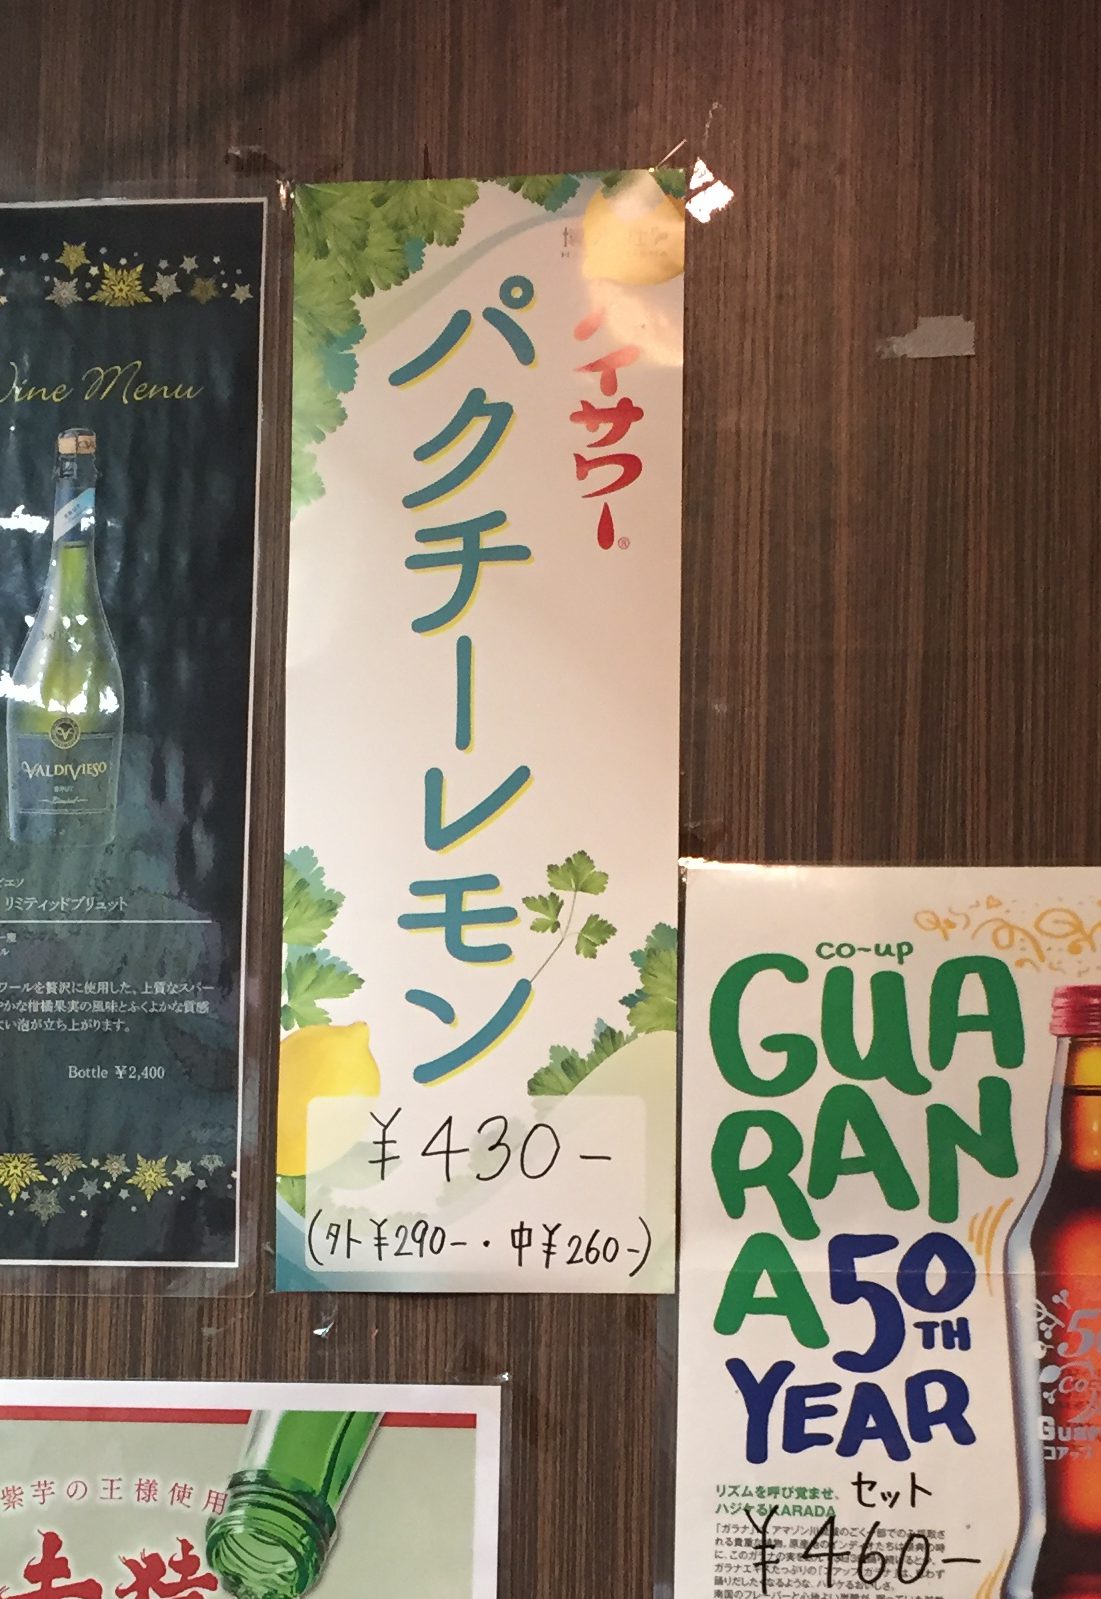 Wine Menu
VALDIVIESO
BRUT
リミティッドブリュット
ワールを贅沢に使用した、上質なスパー
やかな柑橘果実の風味とふくよかな質感
い泡が立ち上がります。
Bottle ￥2,400
ハイサワー®
パクチーレモン
￥430-
(外￥290-・中￥260-)
co-up
GUA
RAN
A 50TH
YEAR
リズムを呼び覚ませ、
ハジケるKARADA
セット
￥460-
紫芋の王様使用